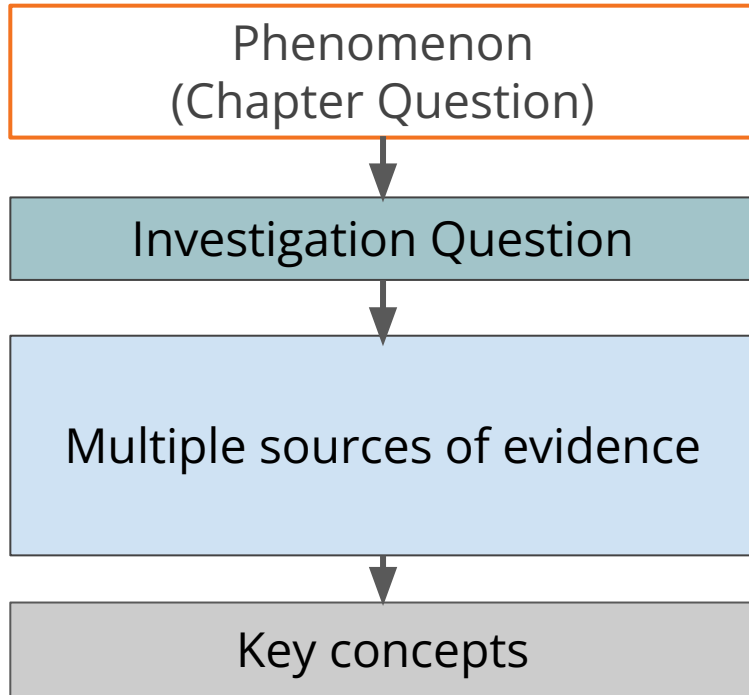 Phenomenon
(Chapter Question)
Investigation Question
Multiple sources of evidence
Key concepts